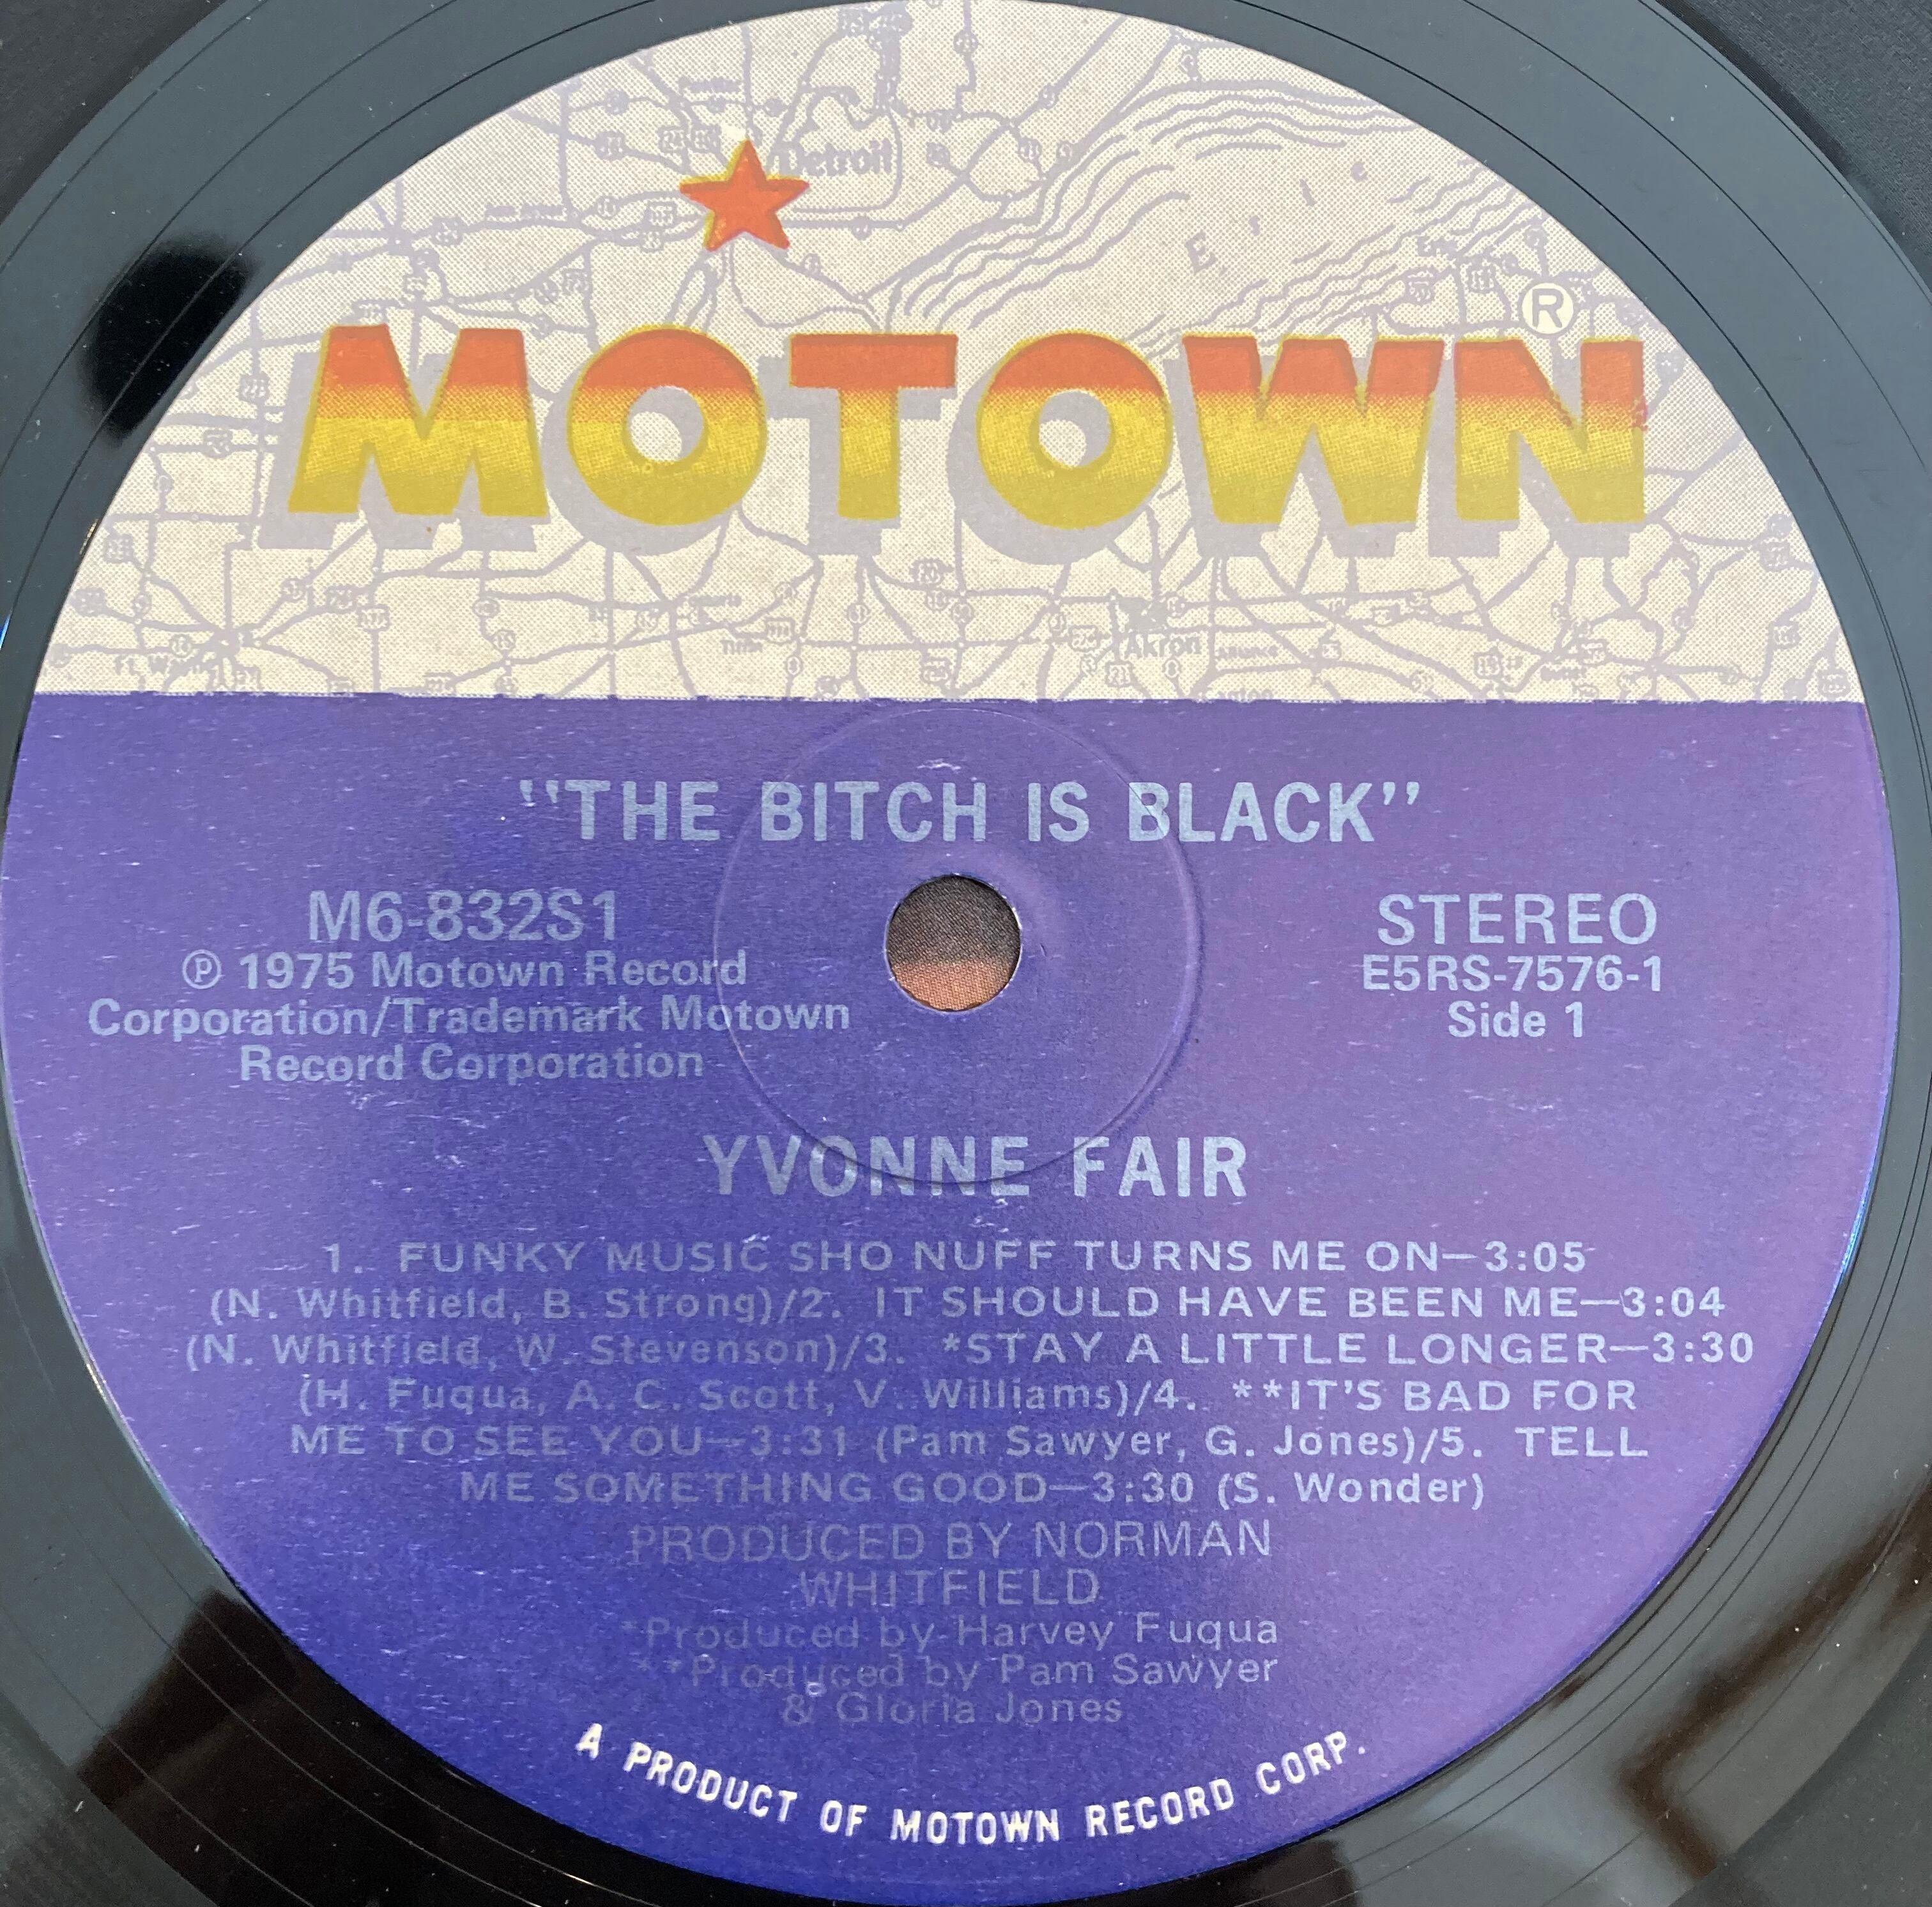 Detroit
Erie
MOTOWN®
Akron
"THE BITCH IS BLACK"
M6-832S1
℗ 1975 Motown Record
Corporation/Trademark Motown
Record Corporation
STEREO
E5RS-7576-1
Side 1
YVONNE FAIR
1. FUNKY MUSIC SHO NUFF TURNS ME ON—3:05
(N. Whitfield, B. Strong)/2. IT SHOULD HAVE BEEN ME—3:04
(N. Whitfield, W. Stevenson)/3. *STAY A LITTLE LONGER—3:30
(H. Fuqua, A. C. Scott, V. Williams)/4. **IT'S BAD FOR
ME TO SEE YOU—3:31 (Pam Sawyer, G. Jones)/5. TELL
ME SOMETHING GOOD—3:30 (S. Wonder)
PRODUCED BY NORMAN
WHITFIELD
*Produced by Harvey Fuqua
**Produced by Pam Sawyer
& Gloria Jones
A PRODUCT OF MOTOWN RECORD CORP.